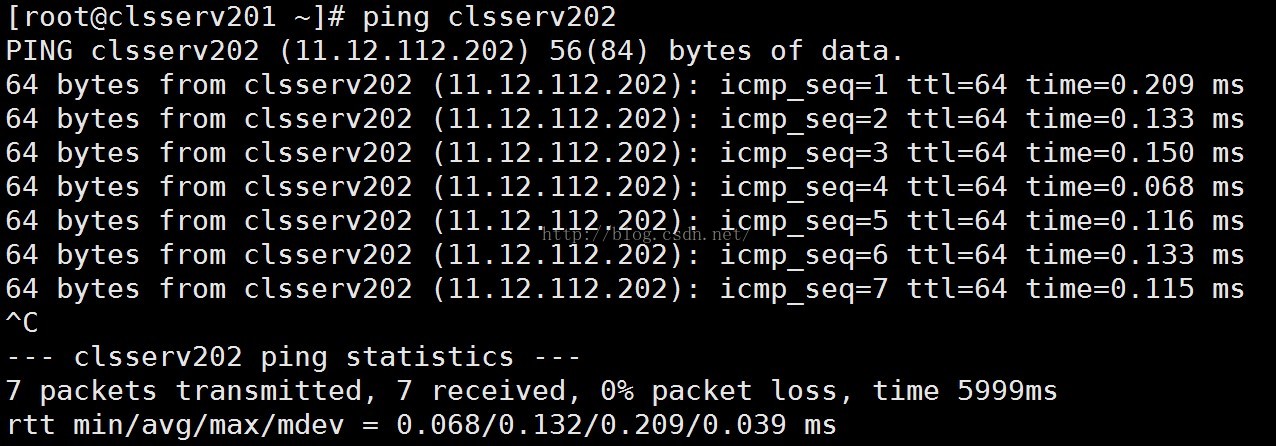 [root@clsserv201 ~]# ping clsserv202
PING clsserv202 (11.12.112.202) 56(84) bytes of data.
64 bytes from clsserv202 (11.12.112.202): icmp_seq=1 ttl=64 time=0.209 ms
64 bytes from clsserv202 (11.12.112.202): icmp_seq=2 ttl=64 time=0.133 ms
64 bytes from clsserv202 (11.12.112.202): icmp_seq=3 ttl=64 time=0.150 ms
64 bytes from clsserv202 (11.12.112.202): icmp_seq=4 ttl=64 time=0.068 ms
64 bytes from clsserv202 (11.12.112.202): icmp_seq=5 ttl=64 time=0.116 ms
http://blog.csdn.net/
64 bytes from clsserv202 (11.12.112.202): icmp_seq=6 ttl=64 time=0.133 ms
64 bytes from clsserv202 (11.12.112.202): icmp_seq=7 ttl=64 time=0.115 ms
^C
--- clsserv202 ping statistics ---
7 packets transmitted, 7 received, 0% packet loss, time 5999ms
rtt min/avg/max/mdev = 0.068/0.132/0.209/0.039 ms